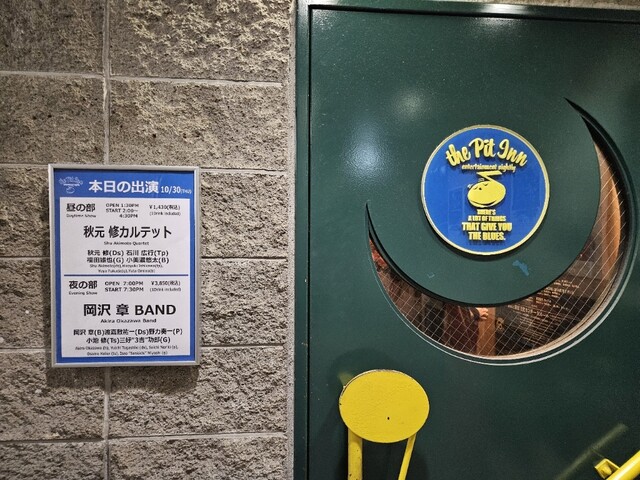 本日の出演 10/30(THU)
昼の部 OPEN 1:30PM ¥1,430(税込)
Daytime Show START 2:00~ (1Drink included)
4:30PM
秋元 修カルテット
Shu Akimoto Quartet
秋元 修(Ds) 石川 広行(Tp)
(G) 小美濃悠太(B)
夜の部 OPEN 7:00PM ¥3,850(税込)
Evening Show START 7:30PM (1Drink included)
岡沢 章 BAND
Akira Okazawa Band
岡沢 章(B)渡嘉敷祐一(Ds)野力奏一(P)
小池 修(Ts)三好"3吉"功郎(G)
the Pit Inn
entertainment nightly
THERE'S
A LOT OF THINGS
THAT GIVE YOU
THE BLUES.